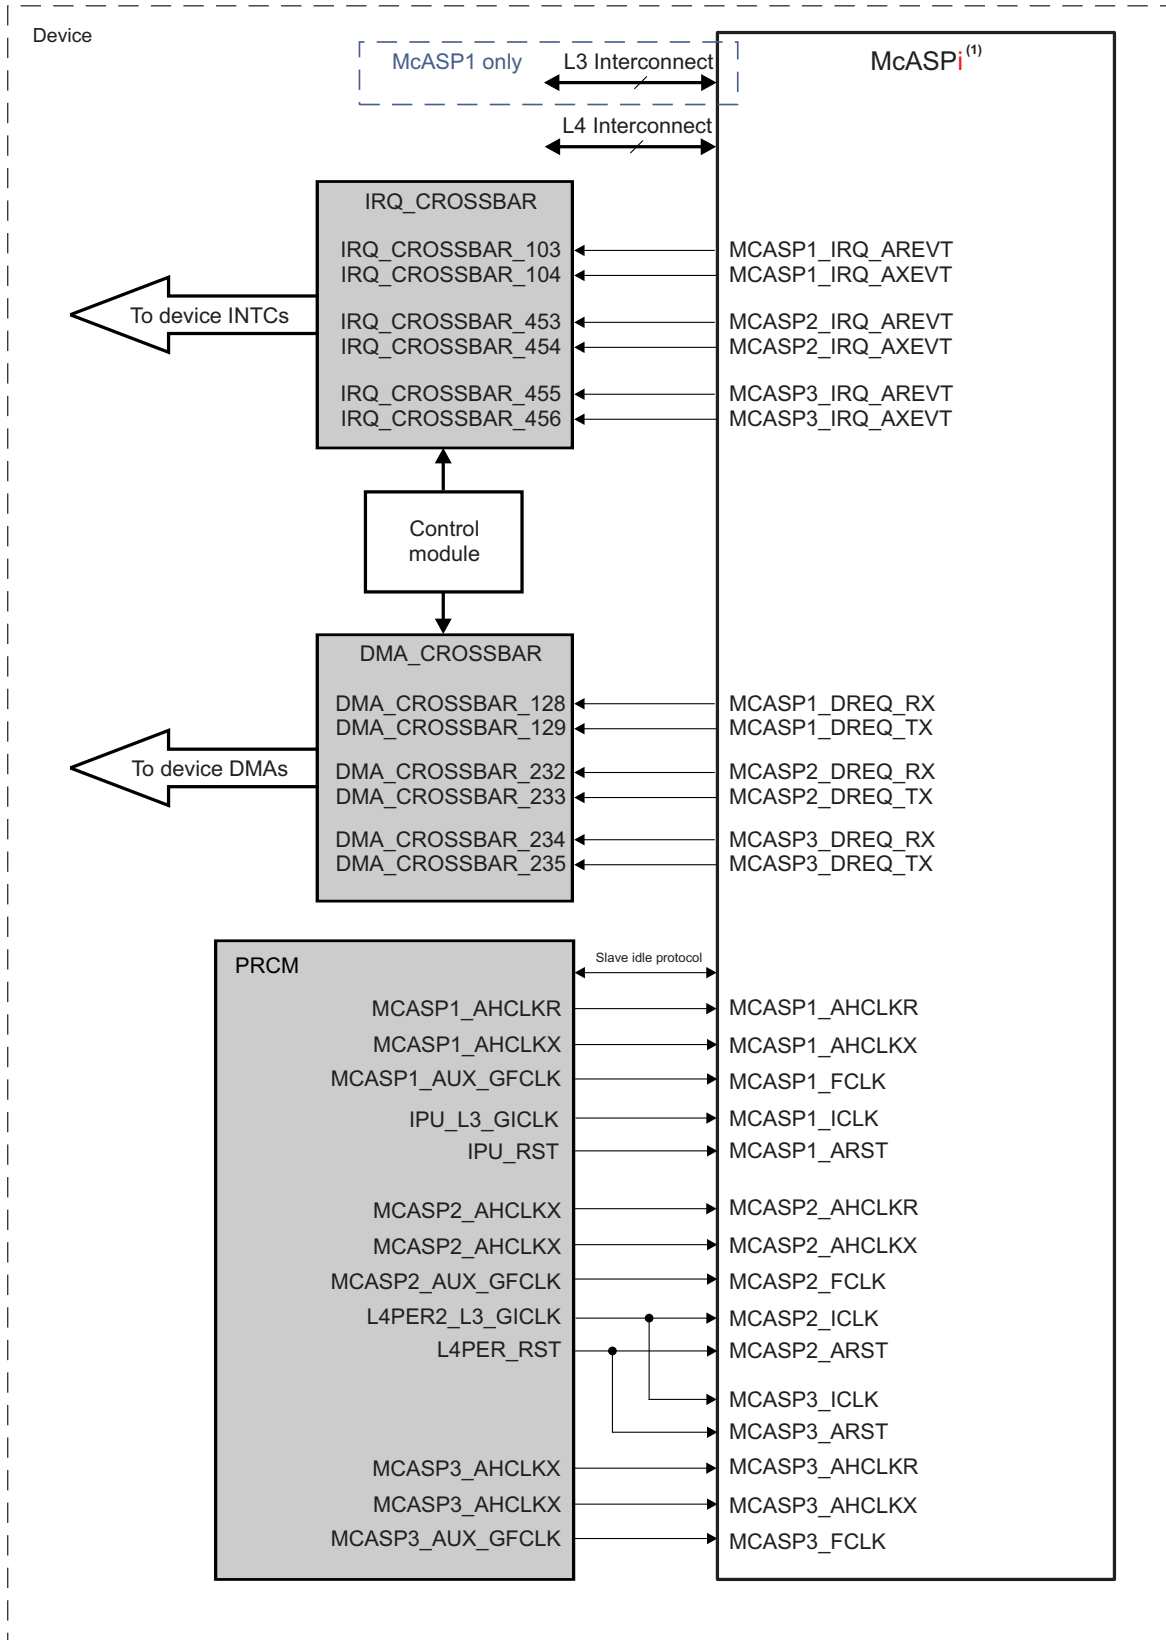 Device
McASP1 only
L3 Interconnect
McASPi(1)
L4 Interconnect
IRQ_CROSSBAR
IRQ_CROSSBAR_103
MCASP1_IRQ_AREVT
IRQ_CROSSBAR_104
MCASP1_IRQ_AXEVT
To device INTCs
IRQ_CROSSBAR_453
MCASP2_IRQ_AREVT
IRQ_CROSSBAR_454
MCASP2_IRQ_AXEVT
IRQ_CROSSBAR_455
MCASP3_IRQ_AREVT
IRQ_CROSSBAR_456
MCASP3_IRQ_AXEVT
Control
module
DMA_CROSSBAR
DMA_CROSSBAR_128
MCASP1_DREQ_RX
DMA_CROSSBAR_129
MCASP1_DREQ_TX
To device DMAs
DMA_CROSSBAR_232
MCASP2_DREQ_RX
DMA_CROSSBAR_233
MCASP2_DREQ_TX
DMA_CROSSBAR_234
MCASP3_DREQ_RX
DMA_CROSSBAR_235
MCASP3_DREQ_TX
PRCM
Slave idle protocol
MCASP1_AHCLKR
MCASP1_AHCLKR
MCASP1_AHCLKX
MCASP1_AHCLKX
MCASP1_AUX_GFCLK
MCASP1_FCLK
IPU_L3_GICLK
MCASP1_ICLK
IPU_RST
MCASP1_ARST
MCASP2_AHCLKX
MCASP2_AHCLKR
MCASP2_AHCLKX
MCASP2_AHCLKX
MCASP2_AUX_GFCLK
MCASP2_FCLK
L4PER2_L3_GICLK
MCASP2_ICLK
L4PER_RST
MCASP2_ARST
MCASP3_ICLK
MCASP3_ARST
MCASP3_AHCLKX
MCASP3_AHCLKR
MCASP3_AHCLKX
MCASP3_AHCLKX
MCASP3_AUX_GFCLK
MCASP3_FCLK